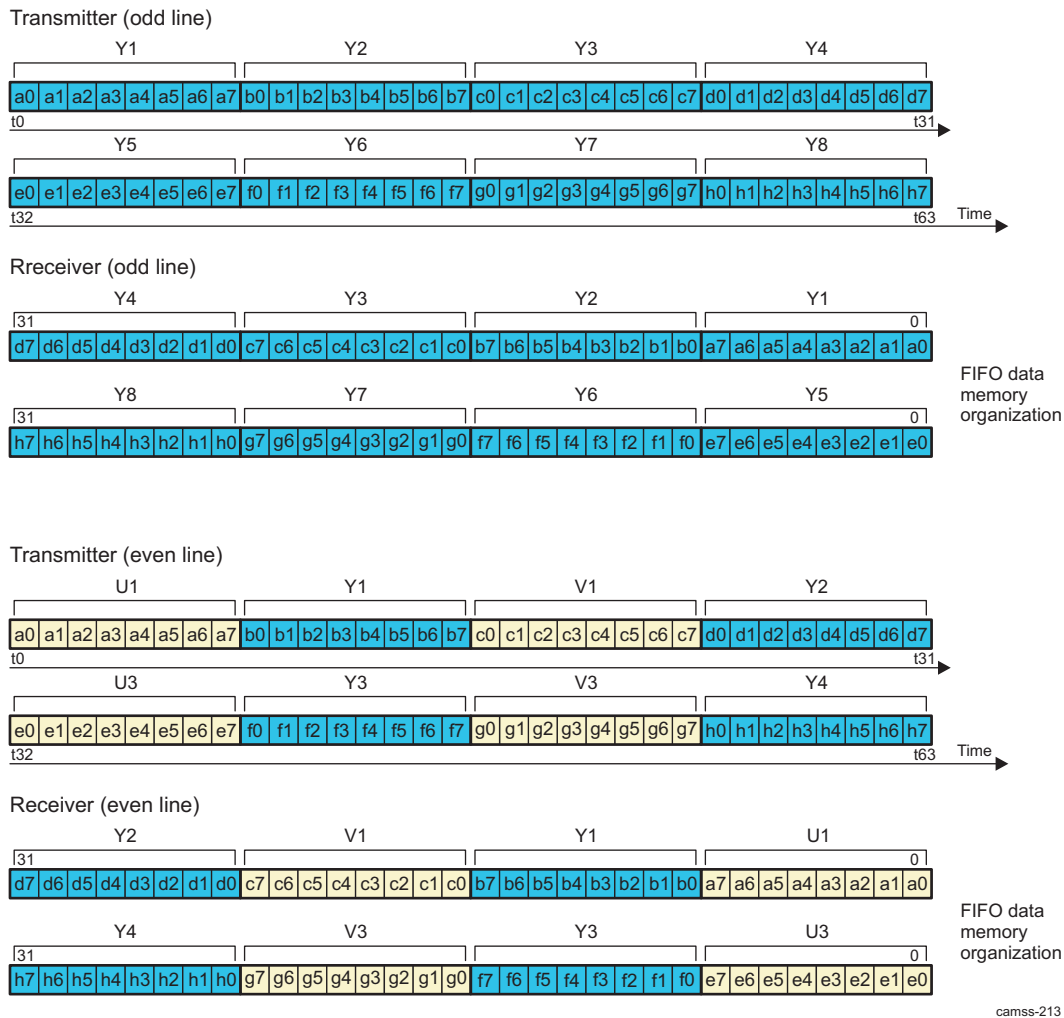 Transmitter (odd line)
Y1 Y2 Y3 Y4
a0 a1 a2 a3 a4 a5 a6 a7 b0 b1 b2 b3 b4 b5 b6 b7 c0 c1 c2 c3 c4 c5 c6 c7 d0 d1 d2 d3 d4 d5 d6 d7
t0 t31
Y5 Y6 Y7 Y8
e0 e1 e2 e3 e4 e5 e6 e7 f0 f1 f2 f3 f4 f5 f6 f7 g0 g1 g2 g3 g4 g5 g6 g7 h0 h1 h2 h3 h4 h5 h6 h7
t32 t63 Time
Rreceiver (odd line)
Y4 Y3 Y2 Y1
31 0
d7 d6 d5 d4 d3 d2 d1 d0 c7 c6 c5 c4 c3 c2 c1 c0 b7 b6 b5 b4 b3 b2 b1 b0 a7 a6 a5 a4 a3 a2 a1 a0
Y8 Y7 Y6 Y5
31 0
h7 h6 h5 h4 h3 h2 h1 h0 g7 g6 g5 g4 g3 g2 g1 g0 f7 f6 f5 f4 f3 f2 f1 f0 e7 e6 e5 e4 e3 e2 e1 e0
FIFO data
memory
organization
Transmitter (even line)
U1 Y1 V1 Y2
a0 a1 a2 a3 a4 a5 a6 a7 b0 b1 b2 b3 b4 b5 b6 b7 c0 c1 c2 c3 c4 c5 c6 c7 d0 d1 d2 d3 d4 d5 d6 d7
t0 t31
U3 Y3 V3 Y4
e0 e1 e2 e3 e4 e5 e6 e7 f0 f1 f2 f3 f4 f5 f6 f7 g0 g1 g2 g3 g4 g5 g6 g7 h0 h1 h2 h3 h4 h5 h6 h7
t32 t63 Time
Receiver (even line)
Y2 V1 Y1 U1
31 0
d7 d6 d5 d4 d3 d2 d1 d0 c7 c6 c5 c4 c3 c2 c1 c0 b7 b6 b5 b4 b3 b2 b1 b0 a7 a6 a5 a4 a3 a2 a1 a0
Y4 V3 Y3 U3
31 0
h7 h6 h5 h4 h3 h2 h1 h0 g7 g6 g5 g4 g3 g2 g1 g0 f7 f6 f5 f4 f3 f2 f1 f0 e7 e6 e5 e4 e3 e2 e1 e0
FIFO data
memory
organization
camss-213